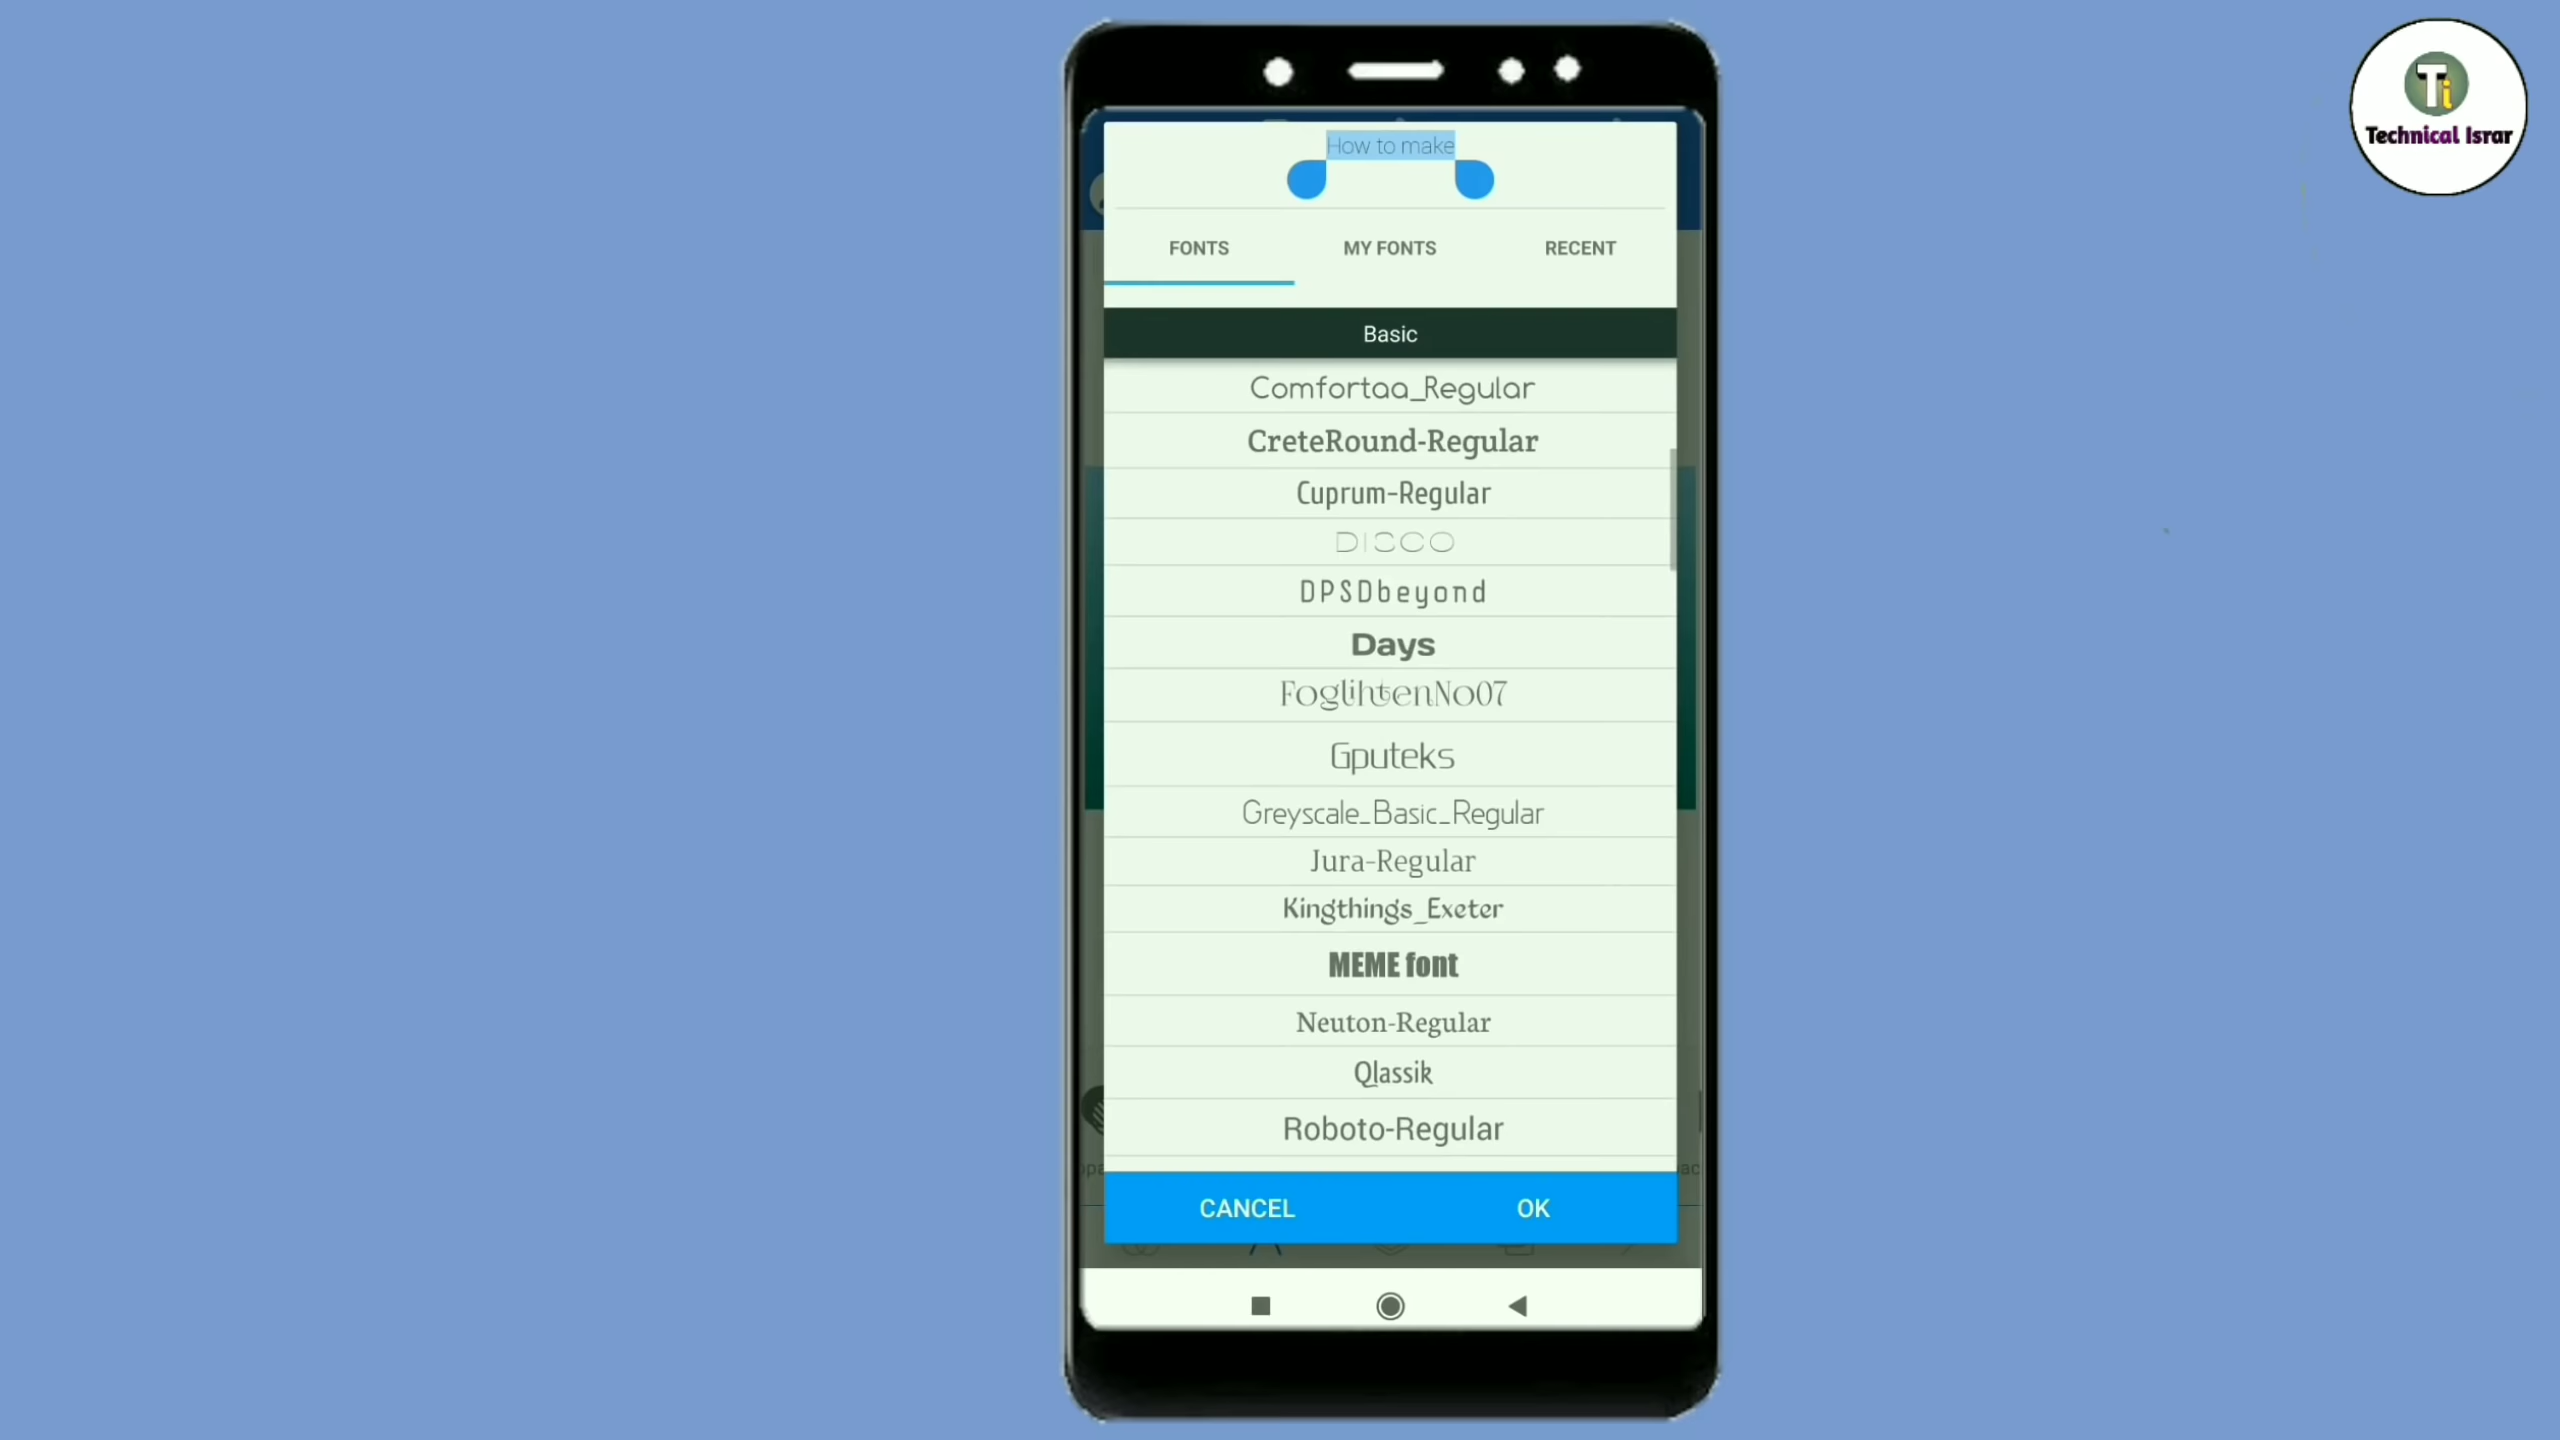 Ti
Technical Israr
How to make
FONTS MY FONTS RECENT
Basic
Comfortaa_Regular
CreteRound-Regular
Cuprum-Regular
DISCO
DPSDbeyond
Days
FoglihtenNo07
Gputeks
Greyscale_Basic_Regular
Jura-Regular
Kingthings_Exeter
MEME font
Neuton-Regular
Qlassik
Roboto-Regular
CANCEL OK